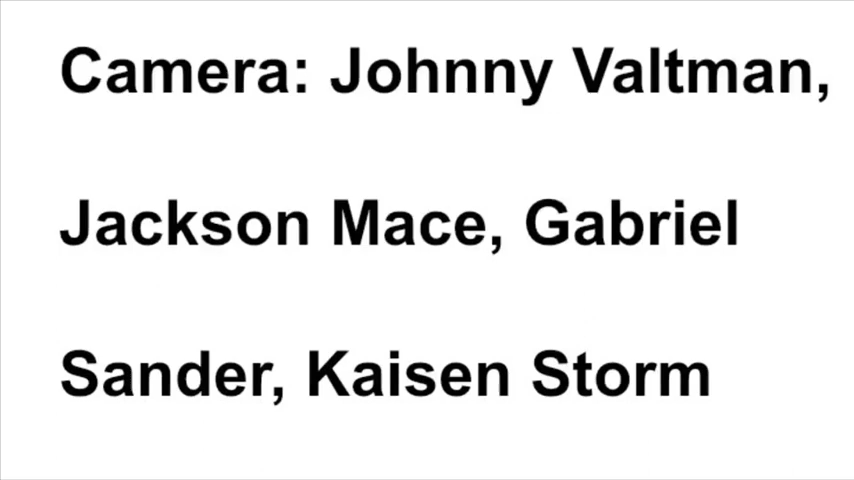 Camera: Johnny Valtman,
Jackson Mace, Gabriel
Sander, Kaisen Storm